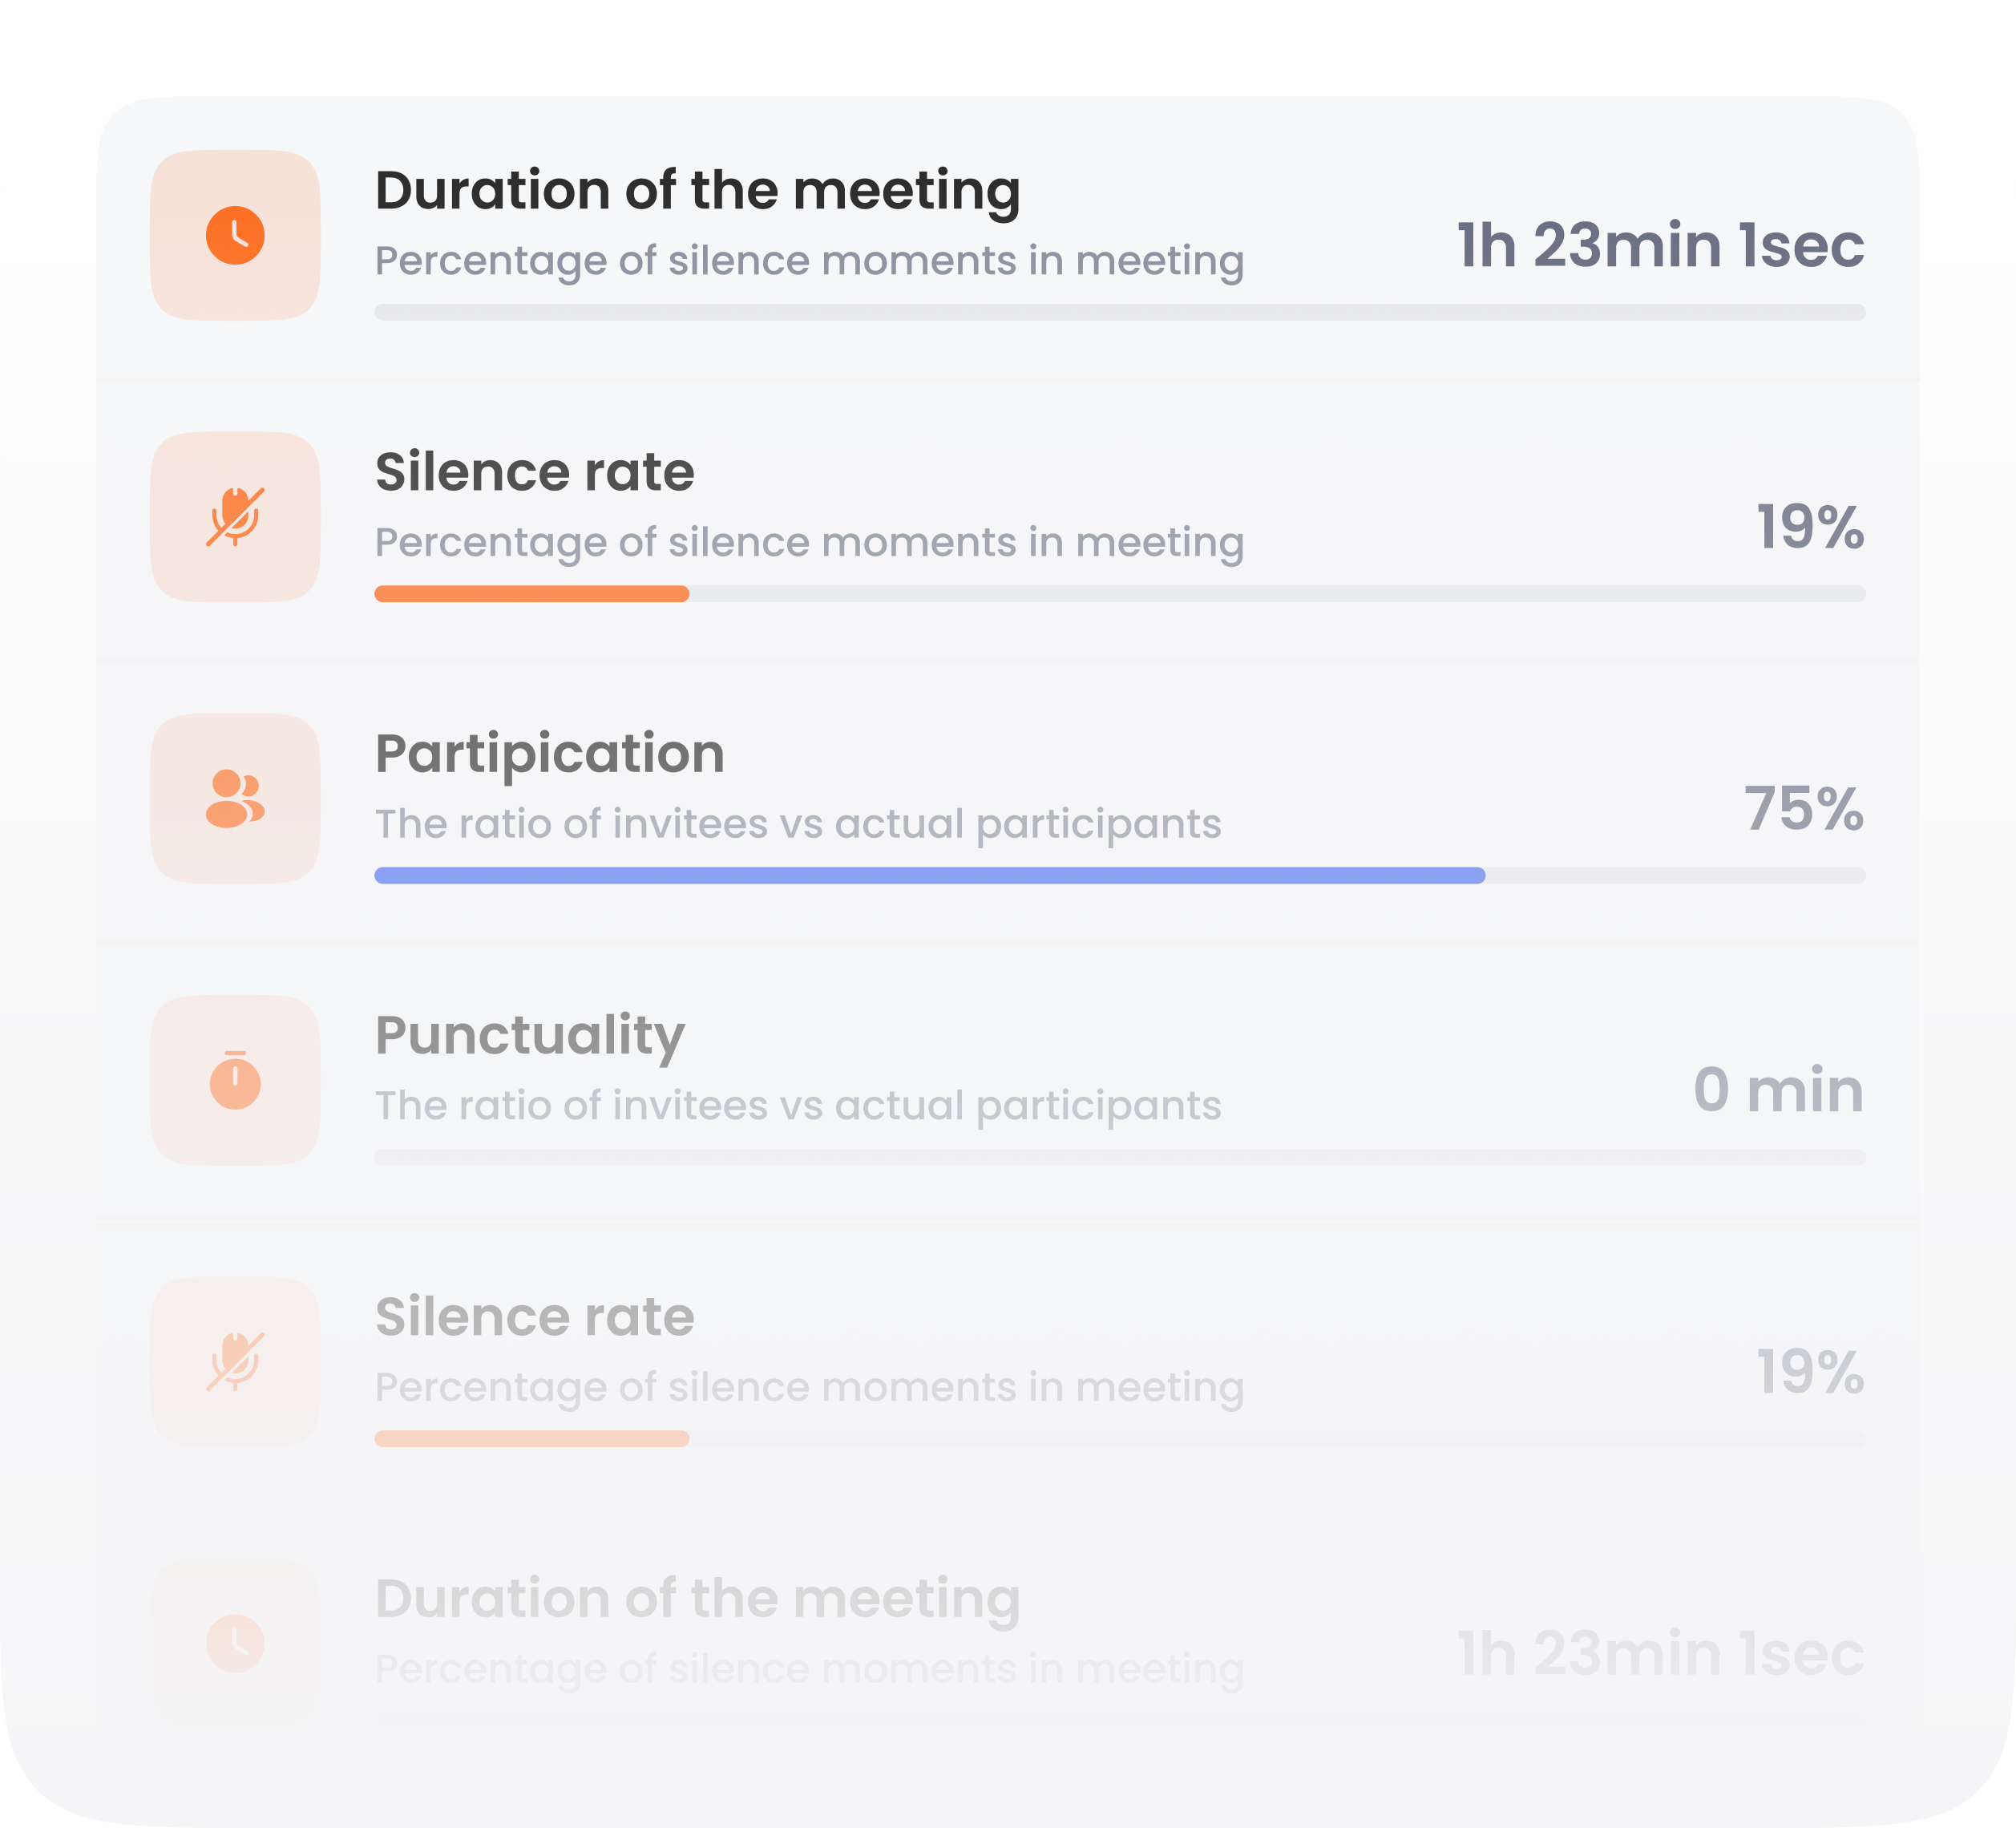 Duration of the meeting
Percentage of silence moments in meeting
1h 23min 1sec
Silence rate
Percentage of silence moments in meeting
19%
Partipication
The ratio of invitees vs actual participants
75%
Punctuality
The ratio of invitees vs actual participants
0 min
Silence rate
Percentage of silence moments in meeting
19%
Duration of the meeting
Percentage of silence moments in meeting
1h 23min 1sec